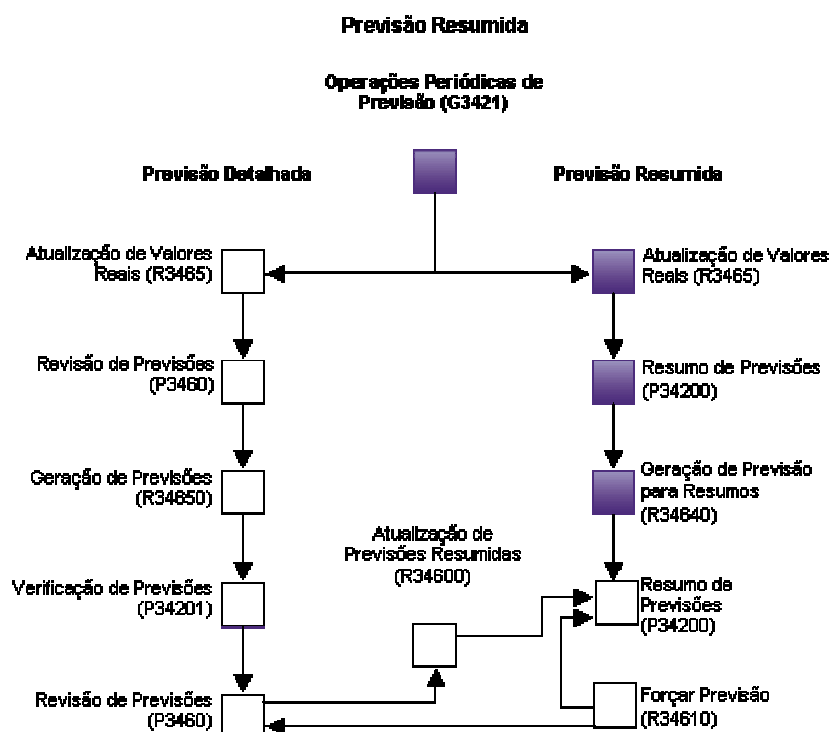 Previsão Resumida
Operações Periódicas de
Previsão (G3421)
Previsão Detalhada
Previsão Resumida
Atualização de Valores
Reais (R3465)
Atualização de Valores
Reais (R3465)
Revisão de Previsões
(P3460)
Resumo de Previsões
(P34200)
Geração de Previsões
(R34650)
Geração de Previsão
para Resumos
(R34640)
Atualização de
Previsões Resumidas
(R34600)
Verificação de Previsões
(P34201)
Resumo de
Previsões
(P34200)
Revisão de Previsões
(P3460)
Forçar Previsão
(R34610)